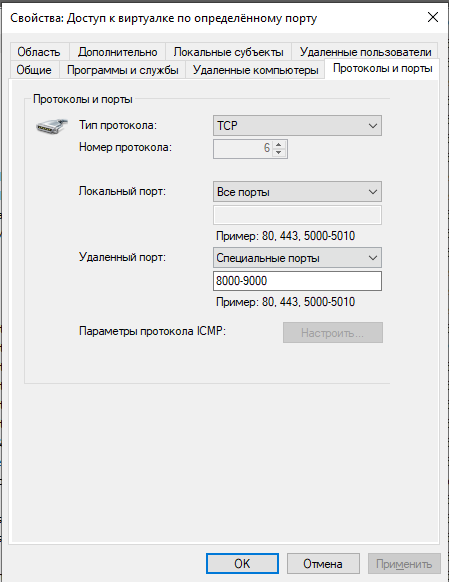 Свойства: Доступ к виртуалке по определённому порту
Область Дополнительно Локальные субъекты Удаленные пользователи
Общие Программы и службы Удаленные компьютеры Протоколы и порты
Протоколы и порты
Тип протокола: TCP
Номер протокола: 6
Локальный порт: Все порты
Пример: 80, 443, 5000-5010
Удаленный порт: Специальные порты
8000-9000
Пример: 80, 443, 5000-5010
Параметры протокола ICMP: Настроить...
OK Отмена Применить